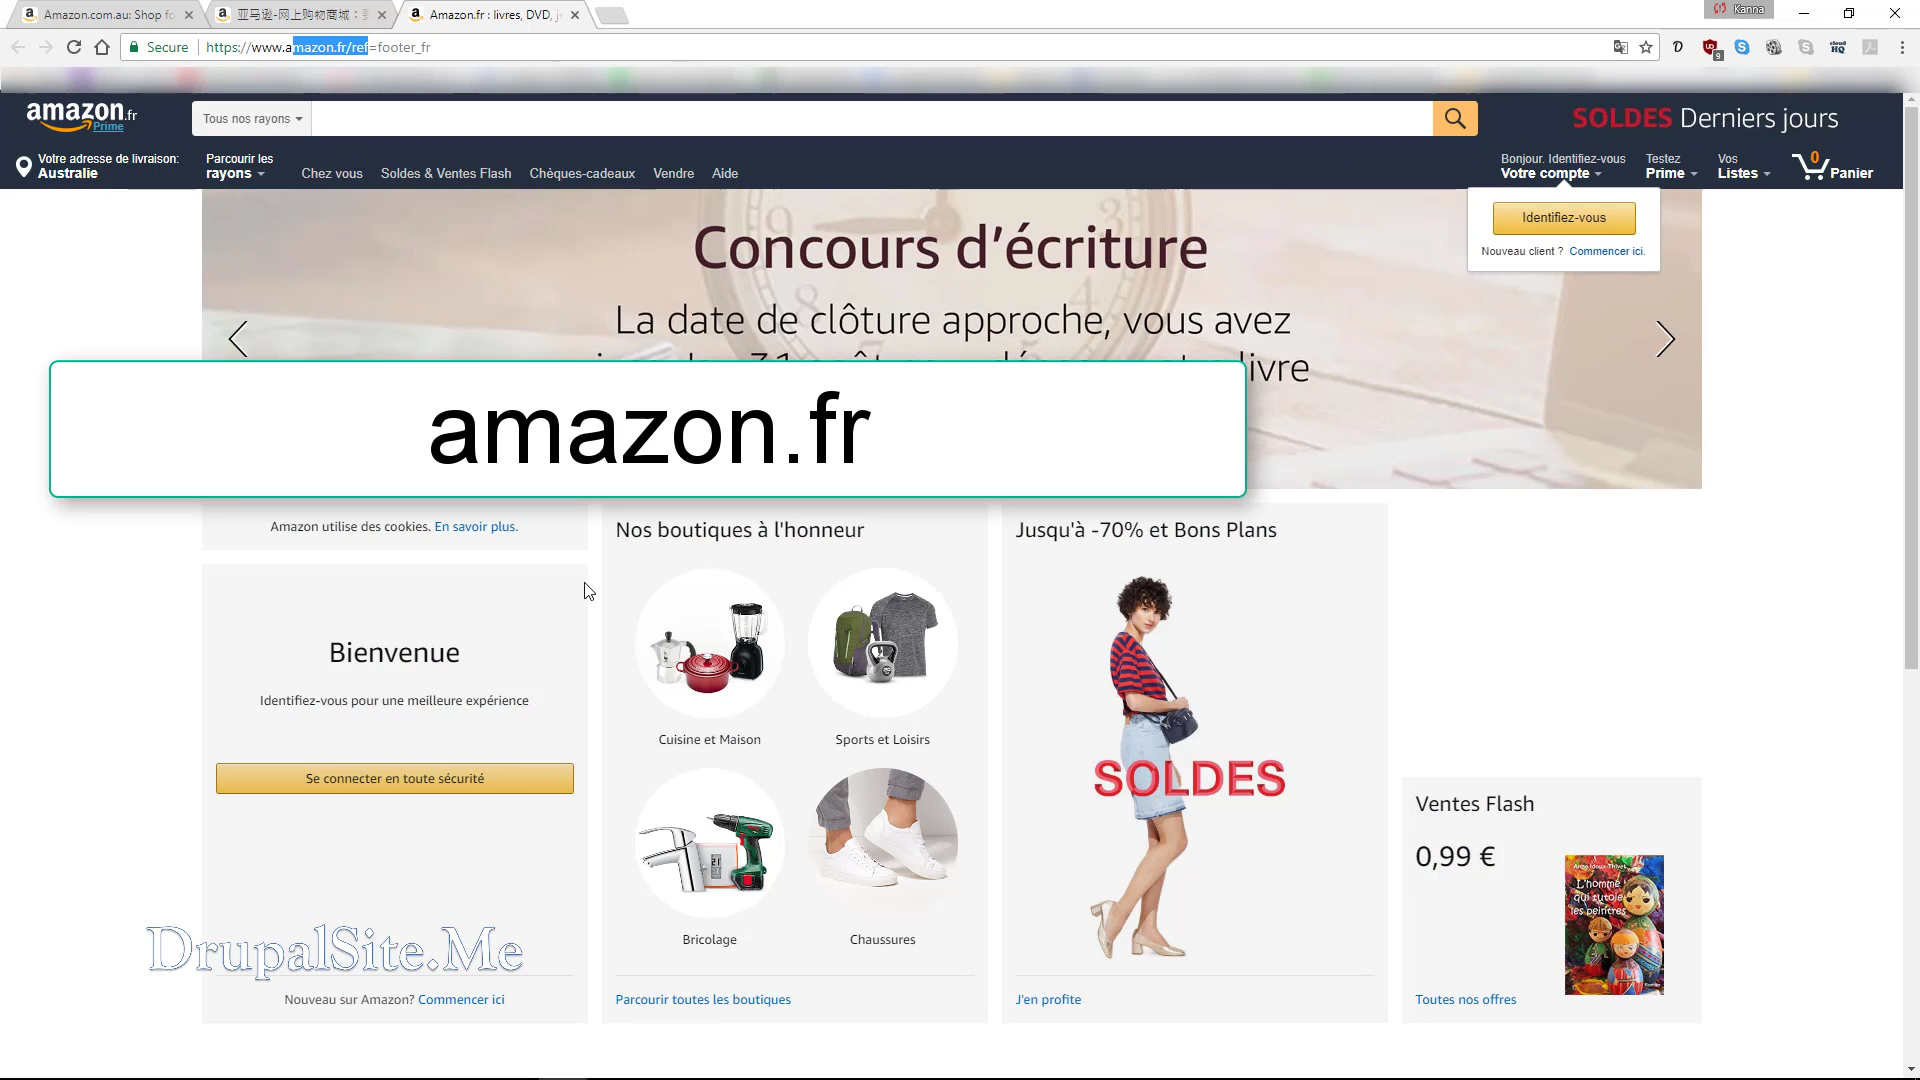 Amazon.com.au: Shop fo
亚马逊-网上购物商城:
Amazon.fr : livres, DVD, j
Kanna
Secure
https://www.amazon.fr/ref=footer_fr
amazon.fr
Prime
Tous nos rayons
SOLDES Derniers jours
Votre adresse de livraison:
Australie
Parcourir les
rayons
Chez vous
Soldes & Ventes Flash
Chèques-cadeaux
Vendre
Aide
Bonjour. Identifiez-vous
Votre compte
Testez
Prime
Vos
Listes
0
Panier
Identifiez-vous
Nouveau client ? Commencer ici.
Concours d'écriture
La date de clôture approche, vous avez
livre
amazon.fr
Amazon utilise des cookies. En savoir plus.
Bienvenue
Identifiez-vous pour une meilleure expérience
Se connecter en toute sécurité
DrupalSite.Me
Nouveau sur Amazon? Commencer ici
Nos boutiques à l'honneur
Cuisine et Maison
Sports et Loisirs
Bricolage
Chaussures
Parcourir toutes les boutiques
Jusqu'à -70% et Bons Plans
SOLDES
J'en profite
Ventes Flash
0,99 €
L'homme
qui tutoie
les peintres
Roman
Toutes nos offres